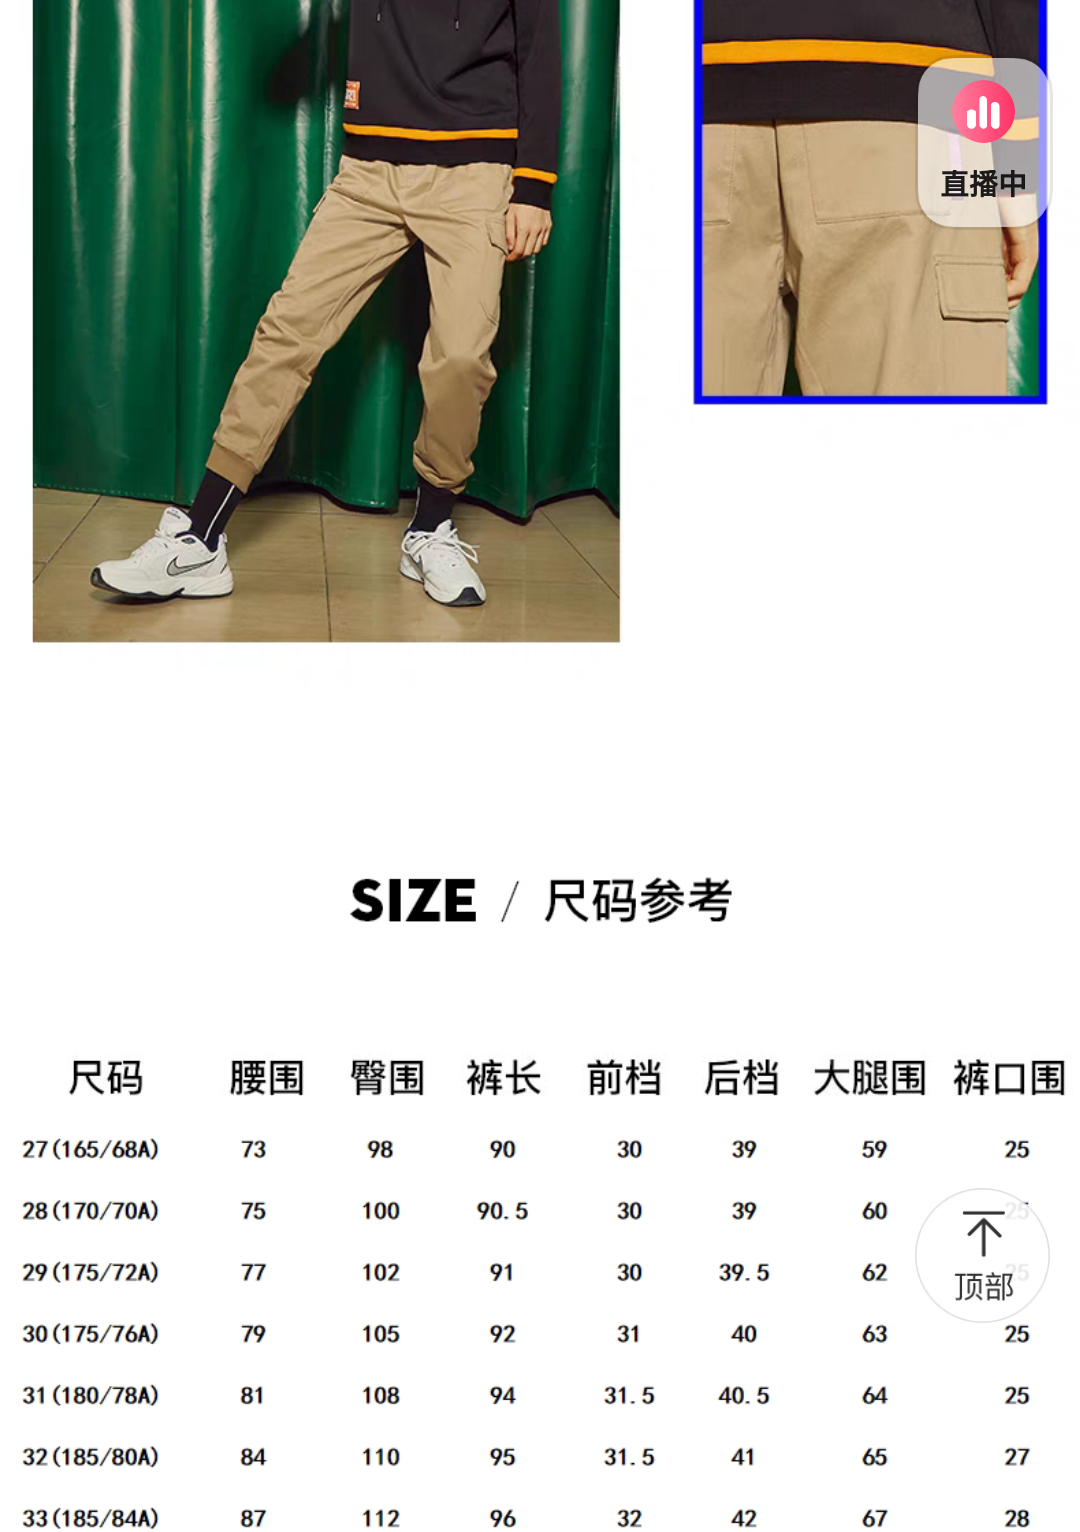 直播中
SIZE / 尺码参考
尺码 腰围 臀围 裤长 前档 后档 大腿围 裤口围
27(165/68A) 73 98 90 30 39 59 25
28(170/70A) 75 100 90.5 30 39 60 25
29(175/72A) 77 102 91 30 39.5 62 25
顶部
30(175/76A) 79 105 92 31 40 63 25
31(180/78A) 81 108 94 31.5 40.5 64 25
32(185/80A) 84 110 95 31.5 41 65 27
33(185/84A) 87 112 96 32 42 67 28